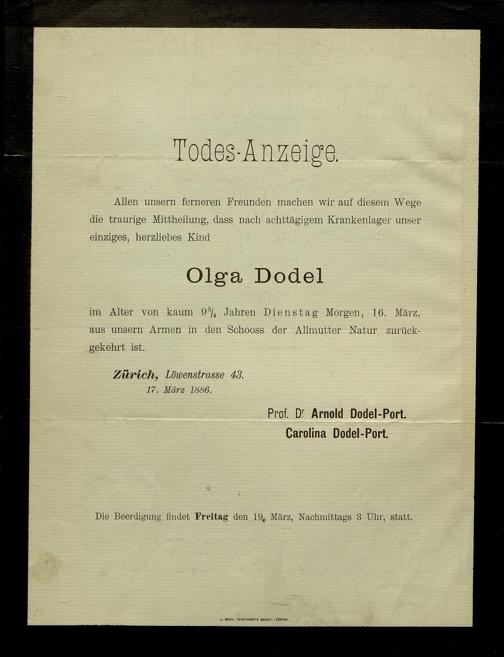 Todes-Anzeige.
Allen unsern ferneren Freunden machen wir auf diesem Wege
die traurige Mittheilung, dass nach achttägigem Krankenlager unser
einziges, herzliebes Kind
Olga Dodel
im Alter von kaum 9 3/4 Jahren Dienstag Morgen, 16. März,
aus unsern Armen in den Schooss der Allmutter Natur zurück-
gekehrt ist.
Zürich, Löwenstrasse 43.
17. März 1886.
Prof. Dr Arnold Dodel-Port.
Carolina Dodel-Port.
Die Beerdigung findet Freitag den 19. März, Nachmittags 3 Uhr, statt.